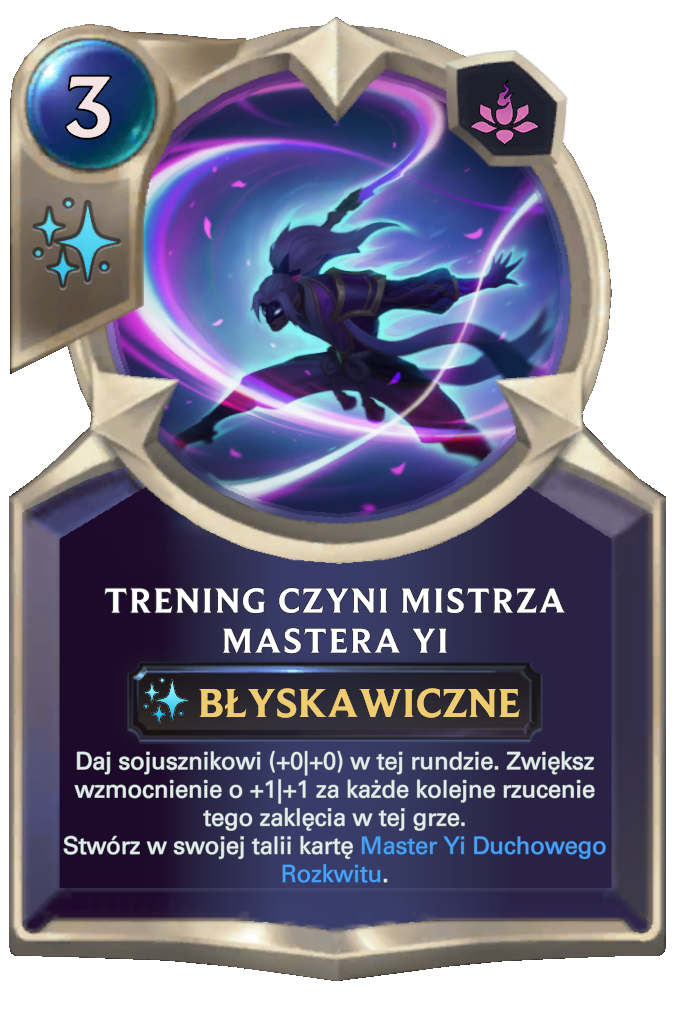 3
TRENING CZYNI MISTRZA
MASTERA YI
BŁYSKAWICZNE
Daj sojusznikowi (+0|+0) w tej rundzie. Zwiększ
wzmocnienie o +1|+1 za każde kolejne rzucenie
tego zaklęcia w tej grze.
Stwórz w swojej talii kartę Master Yi Duchowego
Rozkwitu.